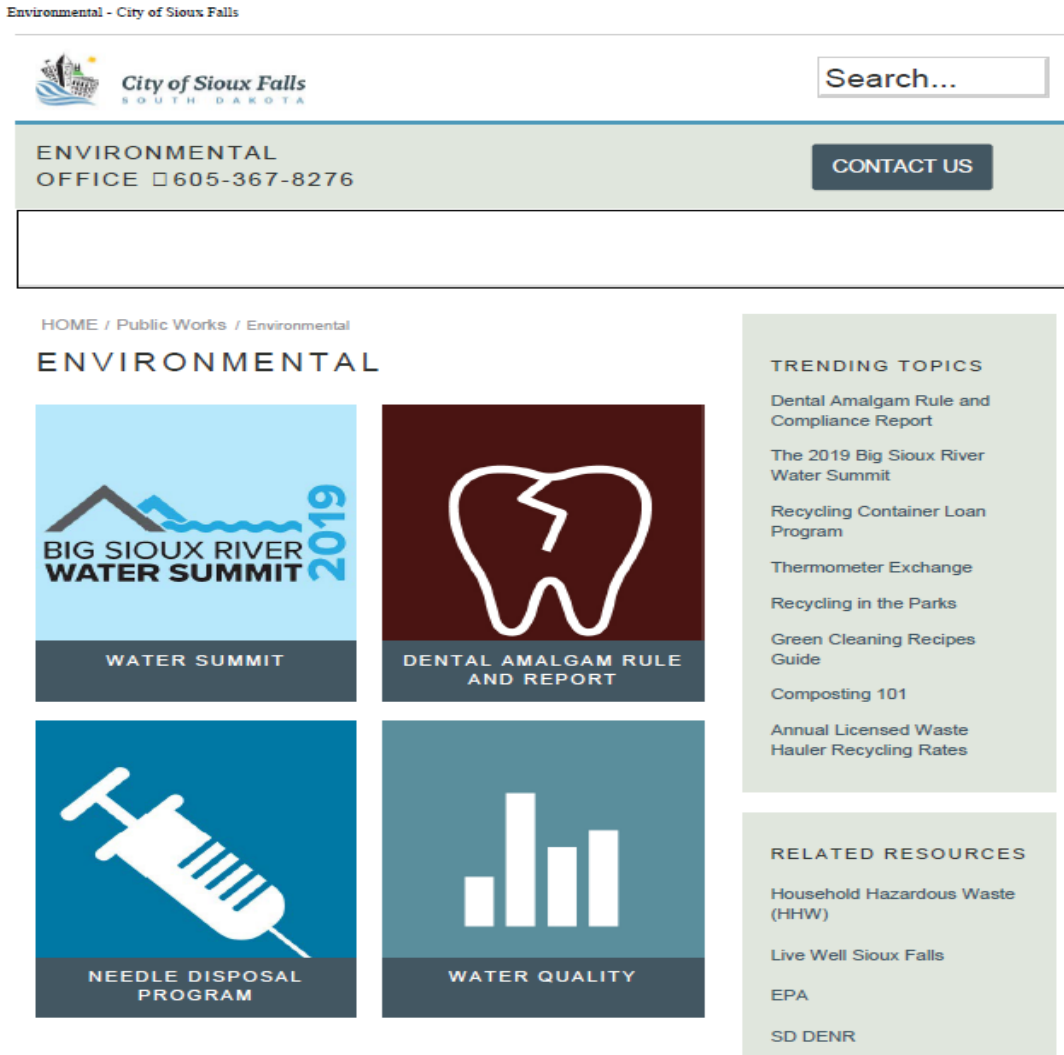 Environmental - City of Sioux Falls
City of Sioux Falls
SOUTH DAKOTA
Search...
ENVIRONMENTAL
OFFICE □605-367-8276
CONTACT US
HOME / Public Works / Environmental
ENVIRONMENTAL
BIG SIOUX RIVER
WATER SUMMIT
2019
WATER SUMMIT
DENTAL AMALGAM RULE
AND REPORT
NEEDLE DISPOSAL
PROGRAM
WATER QUALITY
TRENDING TOPICS
Dental Amalgam Rule and
Compliance Report
The 2019 Big Sioux River
Water Summit
Recycling Container Loan
Program
Thermometer Exchange
Recycling in the Parks
Green Cleaning Recipes
Guide
Composting 101
Annual Licensed Waste
Hauler Recycling Rates
RELATED RESOURCES
Household Hazardous Waste
(HHW)
Live Well Sioux Falls
EPA
SD DENR